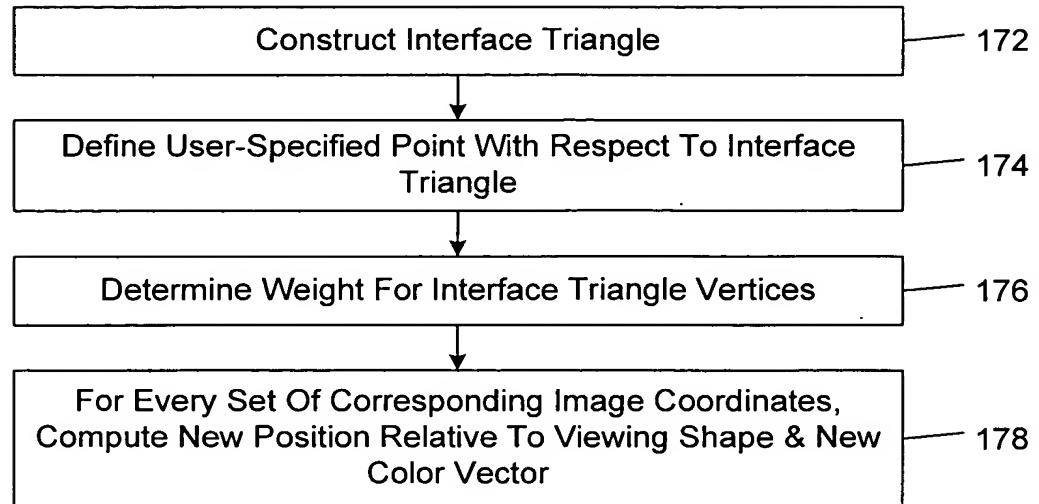 Construct Interface Triangle
172
Define User-Specified Point With Respect To Interface
Triangle
174
Determine Weight For Interface Triangle Vertices
176
For Every Set Of Corresponding Image Coordinates,
Compute New Position Relative To Viewing Shape & New
Color Vector
178